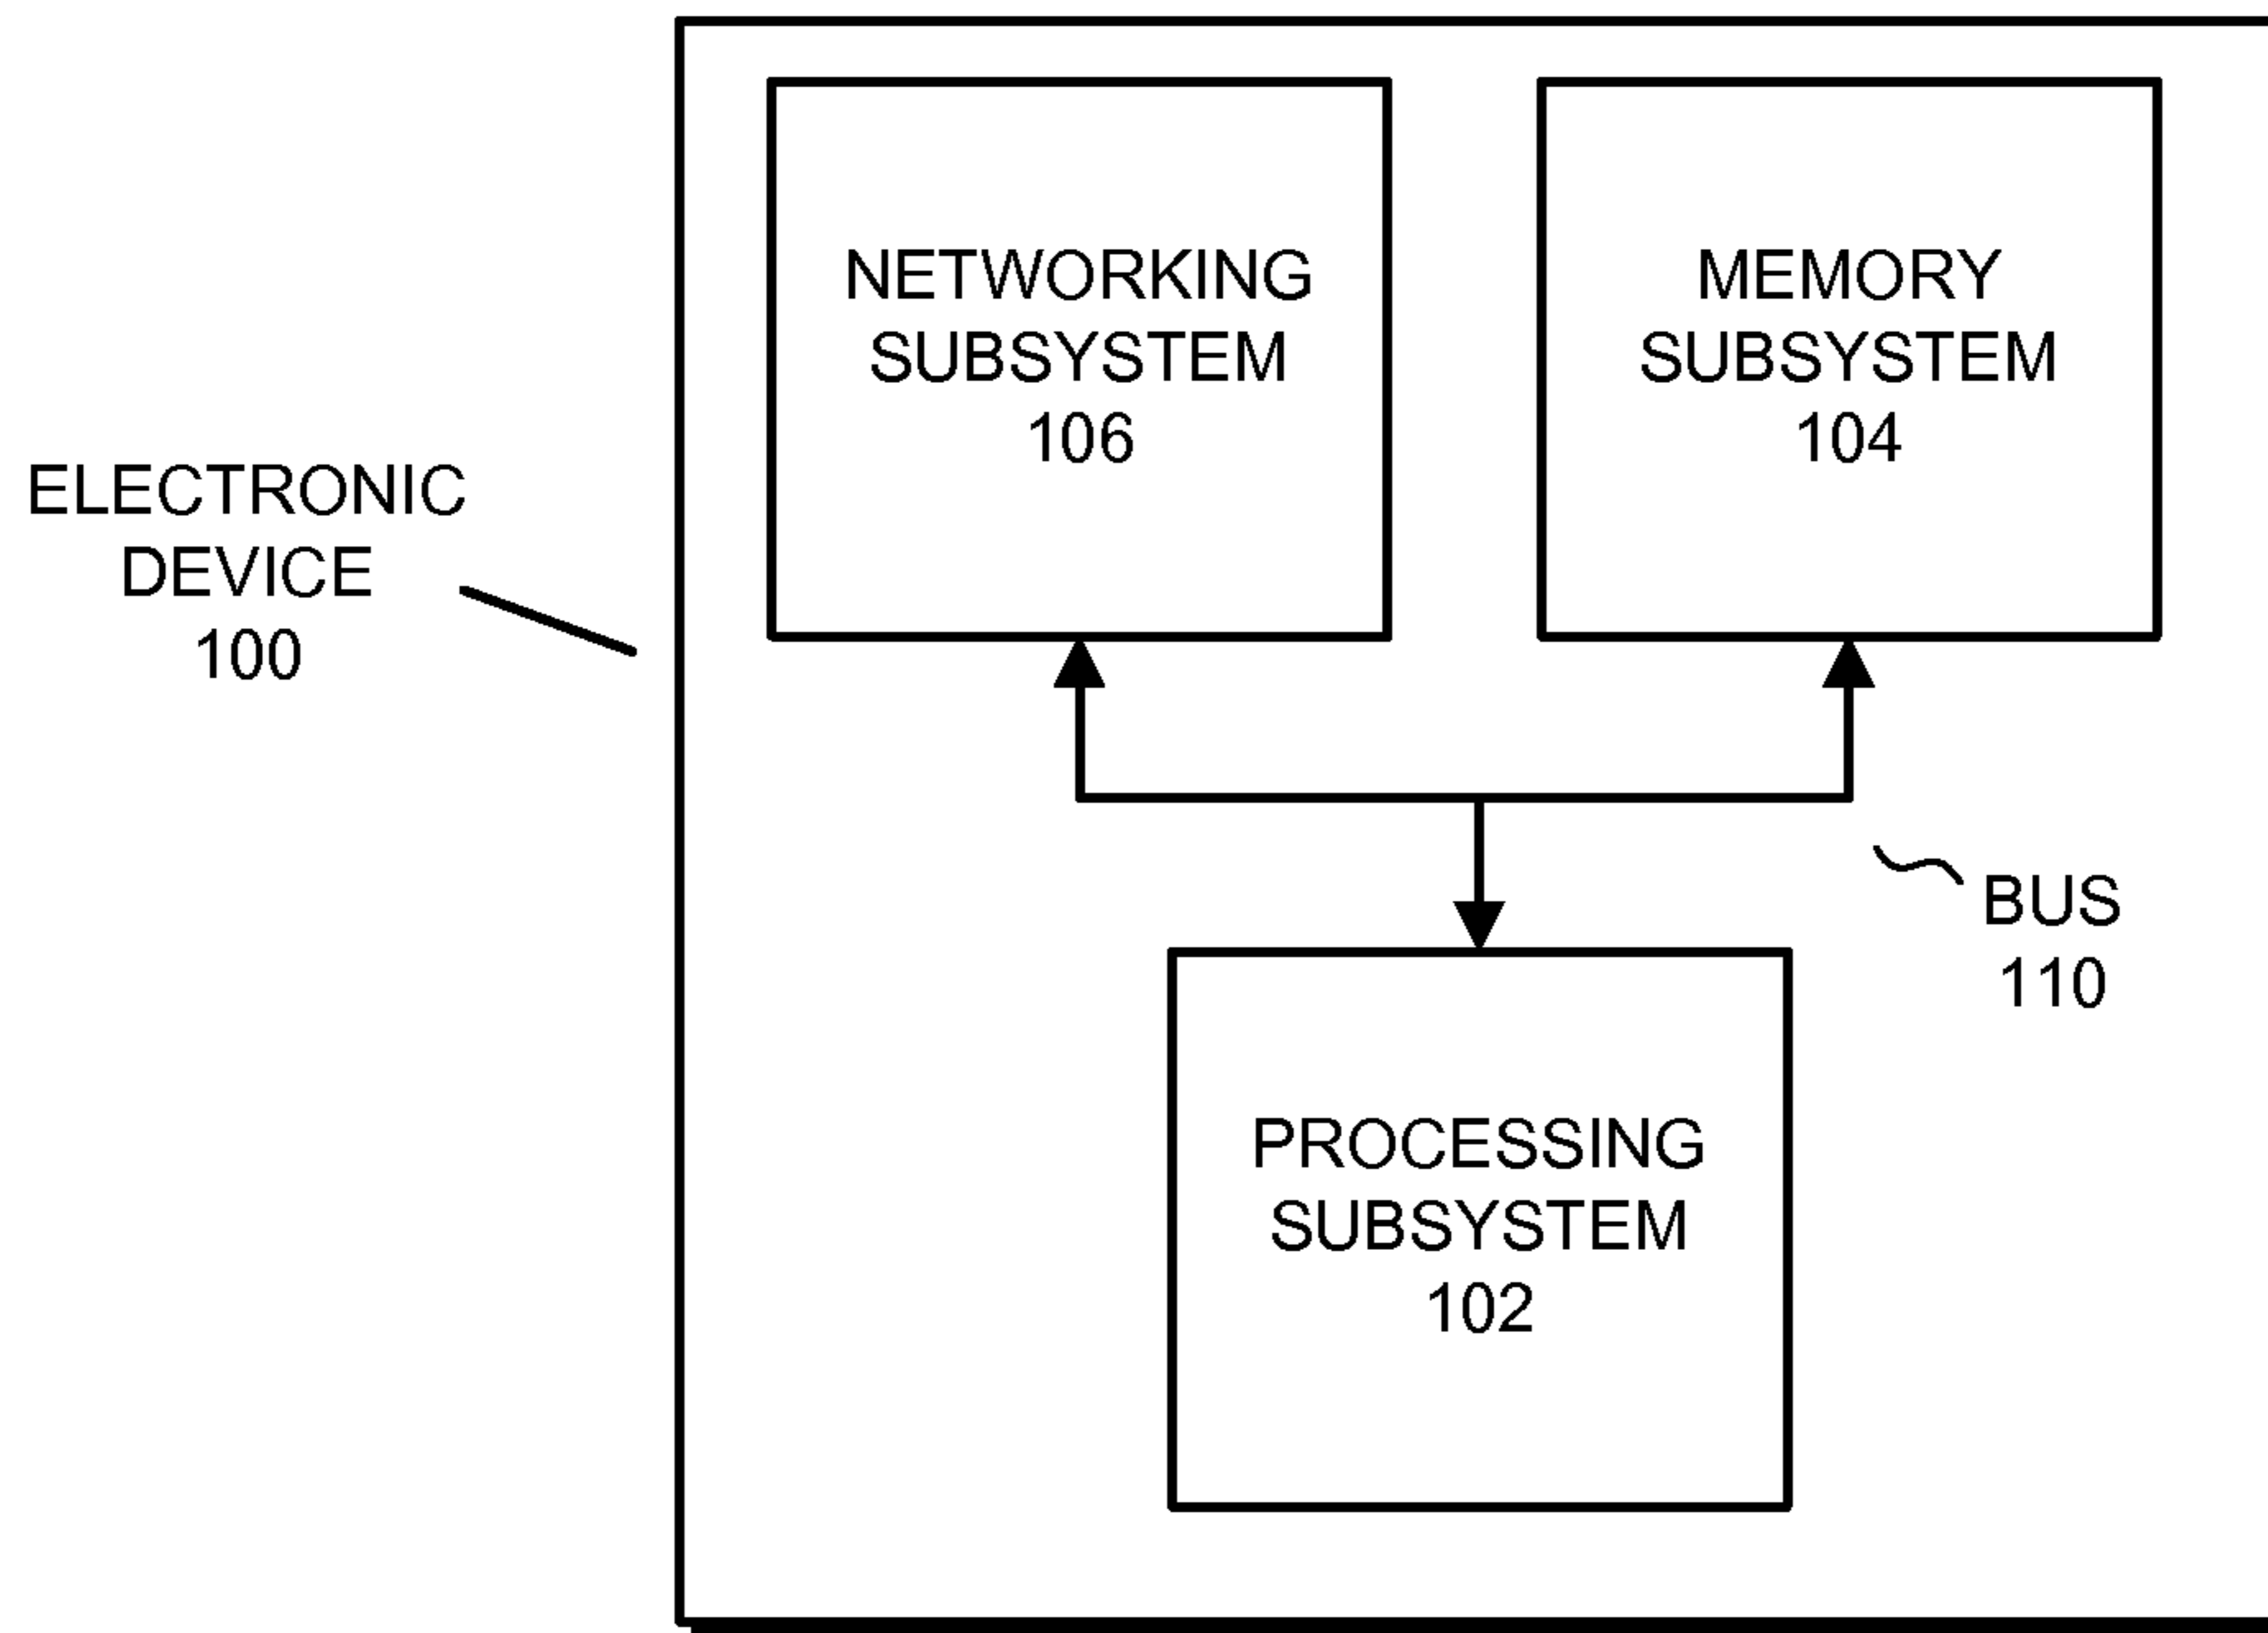 NETWORKING
SUBSYSTEM
106
MEMORY
SUBSYSTEM
104
ELECTRONIC
DEVICE
100
BUS
110
PROCESSING
SUBSYSTEM
102